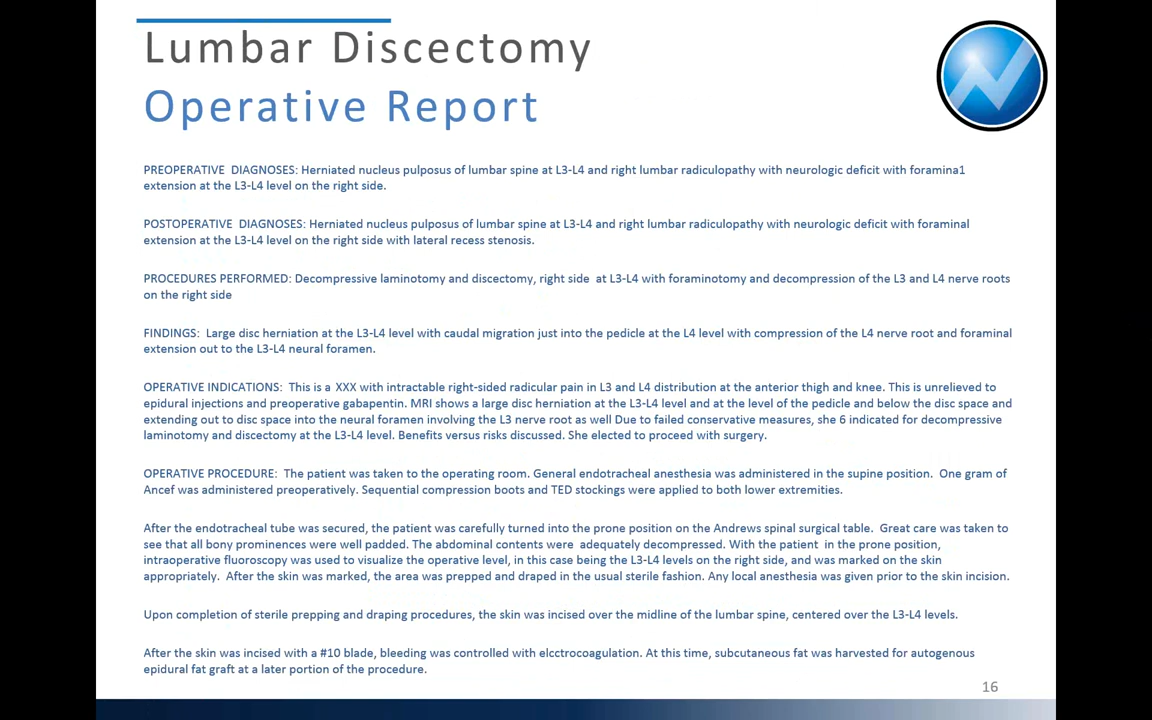 Lumbar Discectomy
Operative Report
PREOPERATIVE DIAGNOSES: Herniated nucleus pulposus of lumbar spine at L3-L4 and right lumbar radiculopathy with neurologic deficit with foramina1
extension at the L3-L4 level on the right side.
POSTOPERATIVE DIAGNOSES: Herniated nucleus pulposus of lumbar spine at L3-L4 and right lumbar radiculopathy with neurologic deficit with foraminal
extension at the L3-L4 level on the right side with lateral recess stenosis.
PROCEDURES PERFORMED: Decompressive laminotomy and discectomy, right side at L3-L4 with foraminotomy and decompression of the L3 and L4 nerve roots
on the right side
FINDINGS: Large disc herniation at the L3-L4 level with caudal migration just into the pedicle at the L4 level with compression of the L4 nerve root and foraminal
extension out to the L3-L4 neural foramen.
OPERATIVE INDICATIONS: This is a XXX with intractable right-sided radicular pain in L3 and L4 distribution at the anterior thigh and knee. This is unrelieved to
epidural injections and preoperative gabapentin. MRI shows a large disc herniation at the L3-L4 level and at the level of the pedicle and below the disc space and
extending out to disc space into the neural foramen involving the L3 nerve root as well Due to failed conservative measures, she 6 indicated for decompressive
laminotomy and discectomy at the L3-L4 level. Benefits versus risks discussed. She elected to proceed with surgery.
OPERATIVE PROCEDURE: The patient was taken to the operating room. General endotracheal anesthesia was administered in the supine position. One gram of
Ancef was administered preoperatively. Sequential compression boots and TED stockings were applied to both lower extremities.
After the endotracheal tube was secured, the patient was carefully turned into the prone position on the Andrews spinal surgical table. Great care was taken to
see that all bony prominences were well padded. The abdominal contents were adequately decompressed. With the patient in the prone position,
intraoperative fluoroscopy was used to visualize the operative level, in this case being the L3-L4 levels on the right side, and was marked on the skin
appropriately. After the skin was marked, the area was prepped and draped in the usual sterile fashion. Any local anesthesia was given prior to the skin incision.
Upon completion of sterile prepping and draping procedures, the skin was incised over the midline of the lumbar spine, centered over the L3-L4 levels.
After the skin was incised with a #10 blade, bleeding was controlled with elcctrocoagulation. At this time, subcutaneous fat was harvested for autogenous
epidural fat graft at a later portion of the procedure.
16